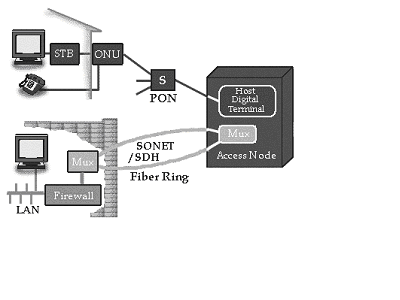 STB
ONU
S
PON
Host
Digital
Terminal
Mux
Access Node
SONET
/SDH
Fiber Ring
Mux
Firewall
LAN